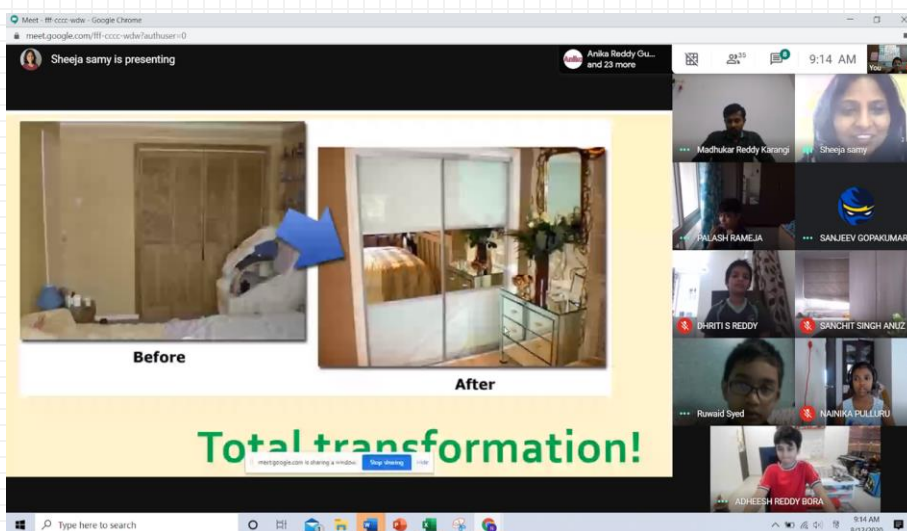 Meet - fff-cccc-wdw - Google Chrome
meet.google.com/fff-cccc-wdw?authuser=0
Sheeja samy is presenting
Anika
Anika Reddy Gu...
and 23 more
35
8
9:14 AM
You
Madhukar Reddy Karangi
Sheeja samy
PALASH RAMEJA
SANJEEV GOPAKUMAR
DHRITI S REDDY
SANCHIT SINGH ANUZ
Ruwaid Syed
NAINIKA PULLURU
ADHEESH REDDY BORA
Before
After
Total transformation!
meet.google.com is sharing a window.
Stop sharing
Hide
Type here to search
9:14 AM